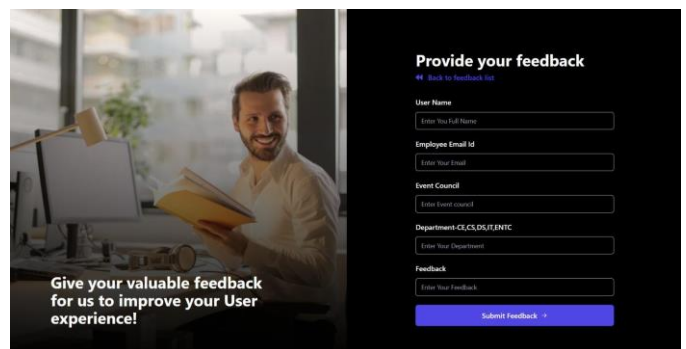 Give your valuable feedback
for us to improve your User
experience!
Provide your feedback
Back to feedback list
User Name
Enter You Full Name
Employee Email Id
Enter Your Email
Event Council
Enter Event council
Department-CE,CS,DS,IT,ENTC
Enter Your Department
Feedback
Enter Your Feedback
Submit Feedback →